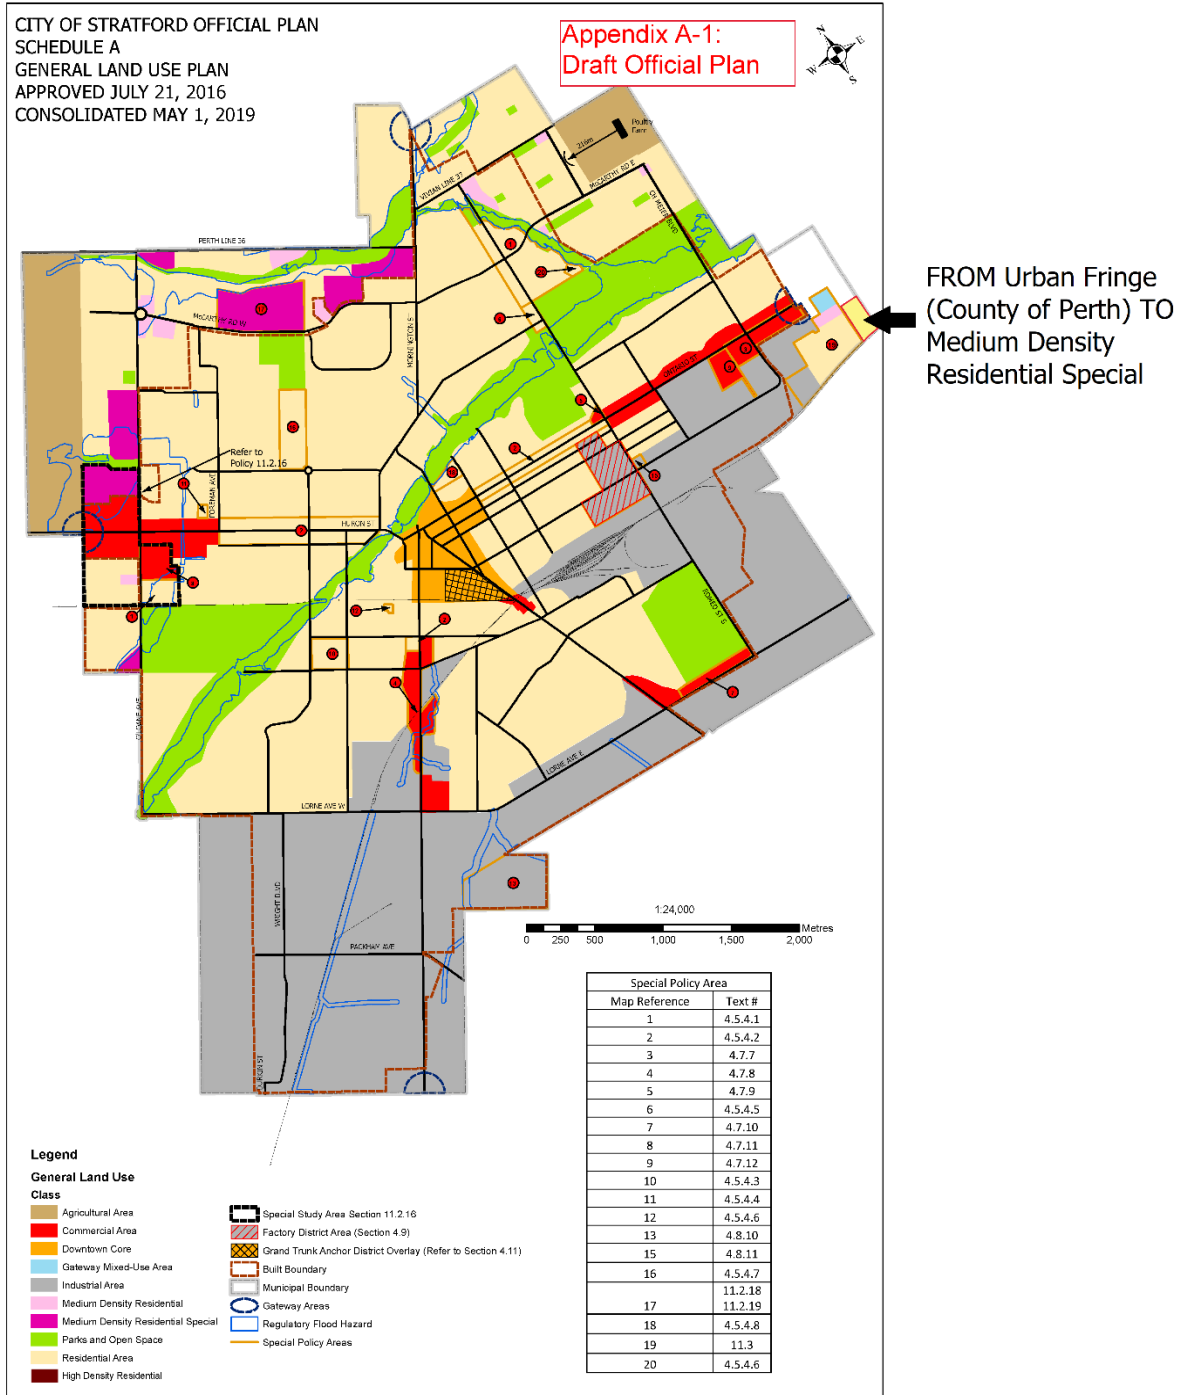 CITY OF STRATFORD OFFICIAL PLAN
SCHEDULE A
GENERAL LAND USE PLAN
APPROVED JULY 21, 2016
CONSOLIDATED MAY 1, 2019
Appendix A-1:
Draft Official Plan
N
E
W
S
Poultry
Farm
216m
VIVIAN LINE 37
McCARTHY RD E
PERTH LINE 36
FROM Urban Fringe
(County of Perth) TO
Medium Density
Residential Special
McCARTHY RD W
MORNINGTON ST
ONTARIO ST
Refer to
Policy 11.2.16
FOREMAN AVE
HURON ST
ROMEO ST S
LORNE AVE E
LORNE AVE W
WRIGHT BLVD
PACKHAM AVE
1:24,000
Metres
0 250 500 1,000 1,500 2,000
Special Policy Area
Map Reference Text #
1 4.5.4.1
2 4.5.4.2
3 4.7.7
4 4.7.8
5 4.7.9
6 4.5.4.5
7 4.7.10
8 4.7.11
9 4.7.12
10 4.5.4.3
11 4.5.4.4
12 4.5.4.6
13 4.8.10
15 4.8.11
16 4.5.4.7
11.2.18
17 11.2.19
18 4.5.4.8
19 11.3
20 4.5.4.6
Legend
General Land Use
Class
Agricultural Area
Commercial Area
Downtown Core
Gateway Mixed-Use Area
Industrial Area
Medium Density Residential
Medium Density Residential Special
Parks and Open Space
Residential Area
High Density Residential
Special Study Area Section 11.2.16
Factory District Area (Section 4.9)
Grand Trunk Anchor District Overlay (Refer to Section 4.11)
Built Boundary
Municipal Boundary
Gateway Areas
Regulatory Flood Hazard
Special Policy Areas